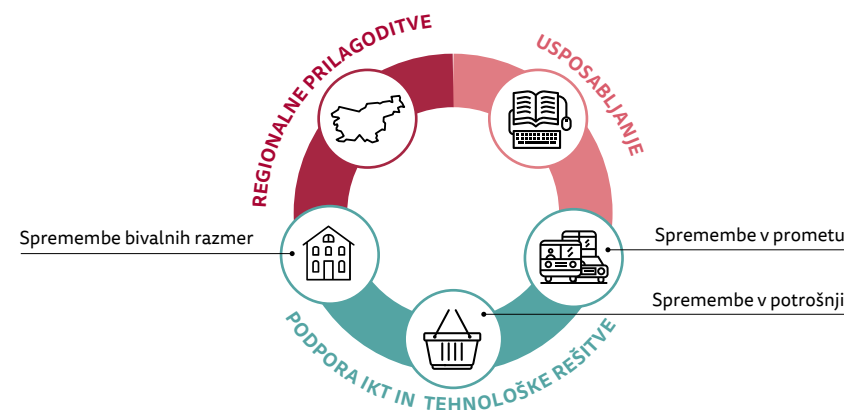 REGIONALNE PRILAGODITVE
USPOSABLJANJE
Spremembe bivalnih razmer
Spremembe v prometu
Spremembe v potrošnji
PODPORA IKT IN TEHNOLOŠKE REŠITVE